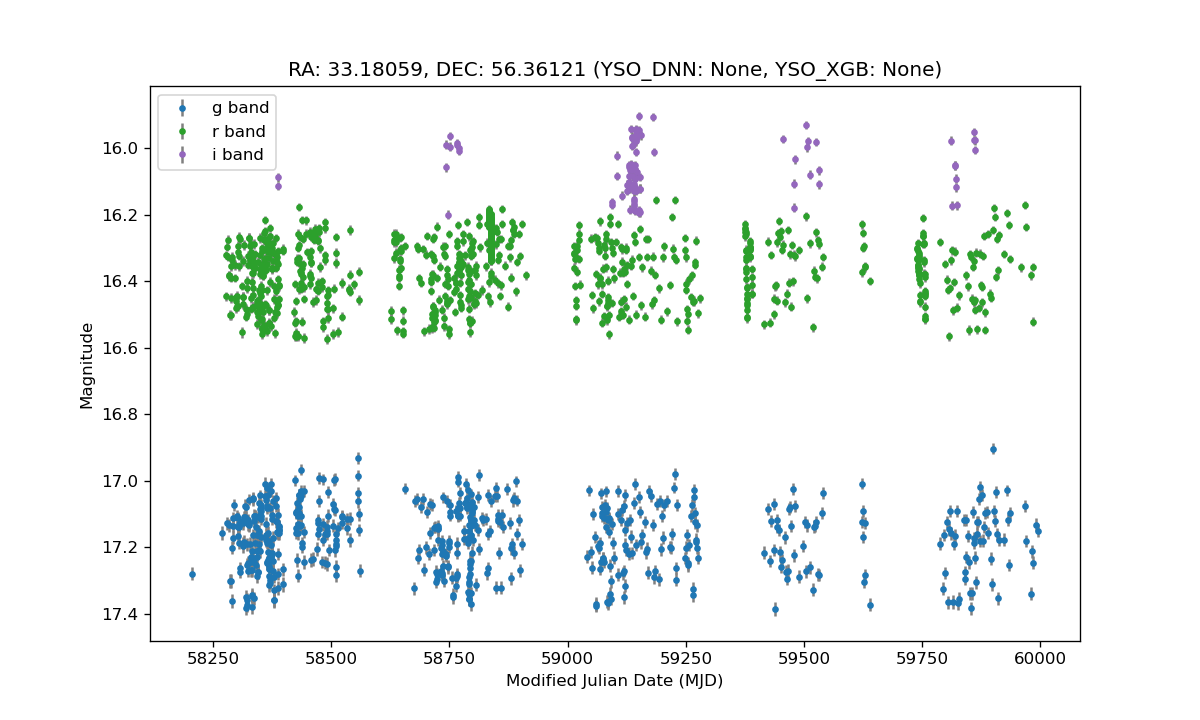 RA: 33.18059, DEC: 56.36121 (YSO_DNN: None, YSO_XGB: None)
g band
r band
i band
16.0
16.2
16.4
16.6
16.8
17.0
17.2
17.4
Magnitude
58250
58500
58750
59000
59250
59500
59750
60000
Modified Julian Date (MJD)